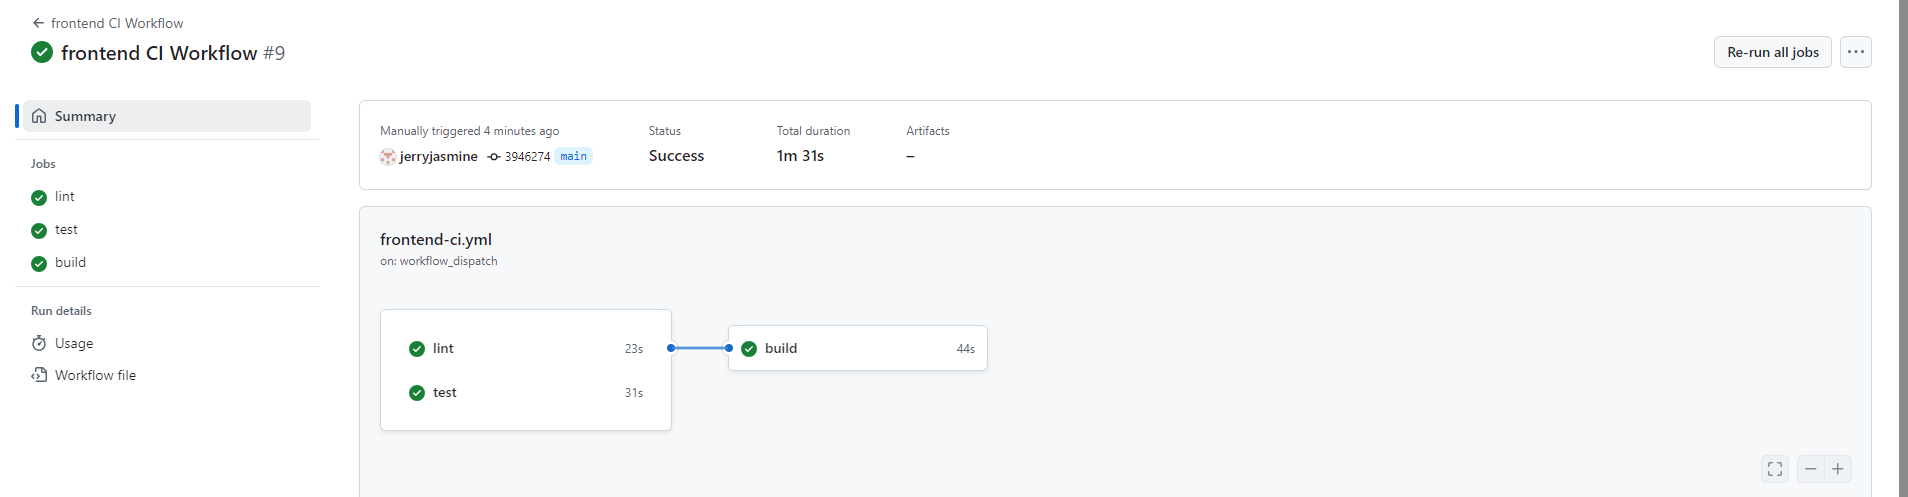 frontend CI Workflow
frontend CI Workflow #9
Re-run all jobs
Summary
Jobs
lint
test
build
Run details
Usage
Workflow file
Manually triggered 4 minutes ago
jerryjasmine 3946274 main
Status
Success
Total duration
1m 31s
Artifacts
–
frontend-ci.yml
on: workflow_dispatch
lint 23s
test 31s
build 44s